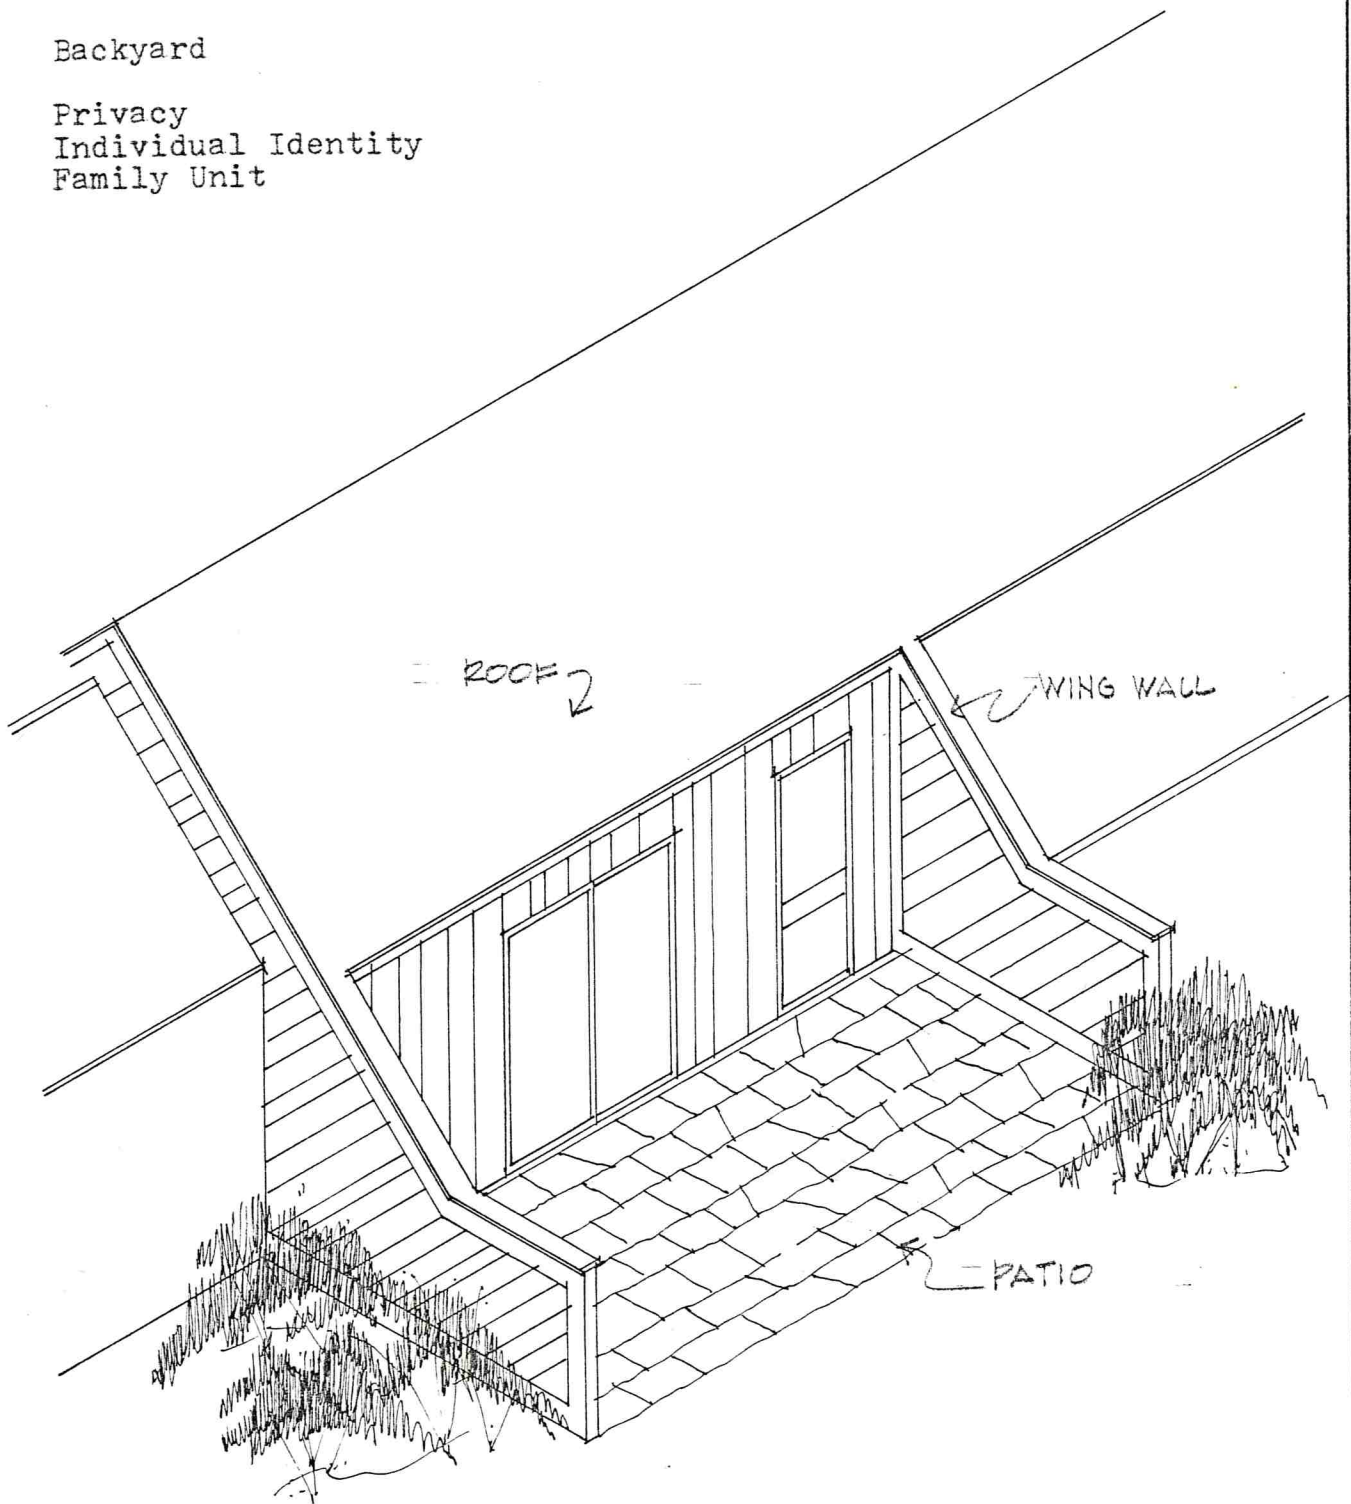 Backyard
Privacy
Individual Identity
Family Unit
ROOF
WING WALL
PATIO